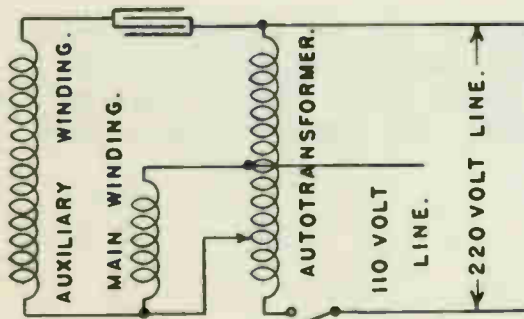 AUXILIARY WINDING.
MAIN WINDING.
AUTOTRANSFORMER.
110 VOLT
LINE.
220 VOLT LINE.